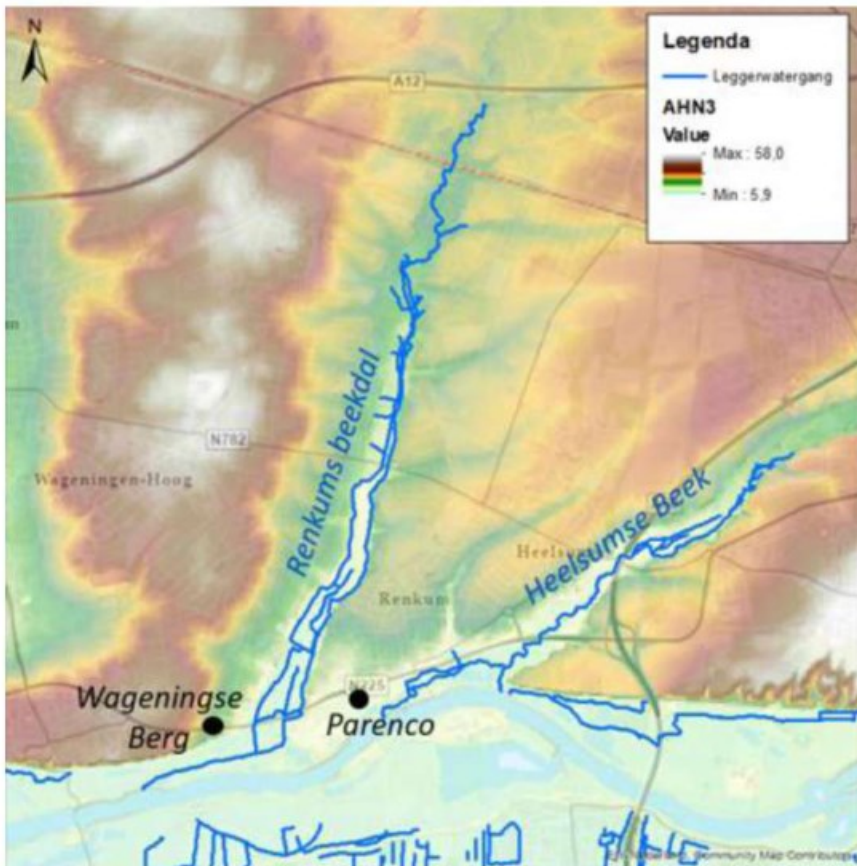 N
A12
Legenda
Leggerwatergang
AHN3
Value
Max : 58,0
Min : 5,9
Renkums beekdal
N782
Wageningen-Hoog
Heelsumse Beek
Renkum
N225
Wageningse
Berg
Parenco
Community Map Contributors